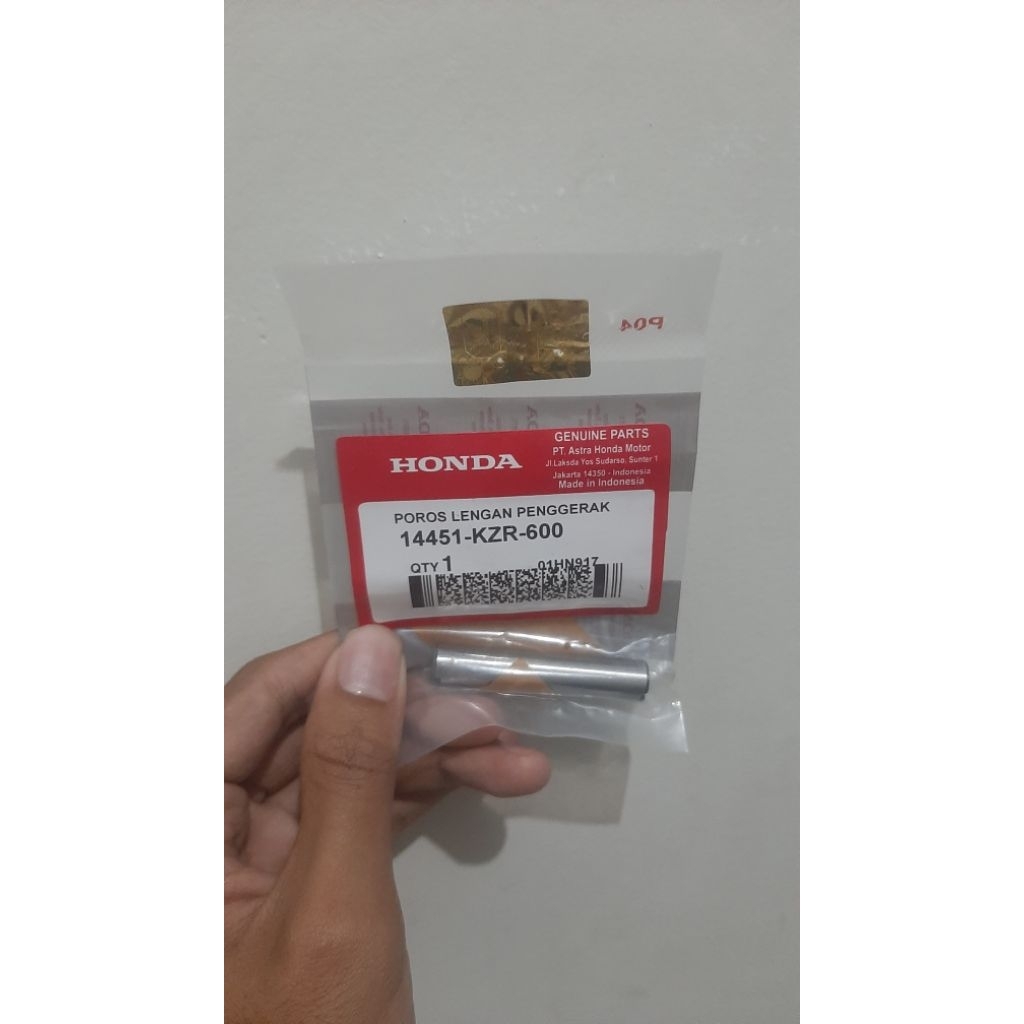 P04
HONDA
GENUINE PARTS
PT. Astra Honda Motor
Jl.Laksda Yos Sudarso, Sunter 1
Jakarta 14350 - Indonesia
Made in Indonesia
POROS LENGAN PENGGERAK
14451-KZR-600
QTY 1
01HN917